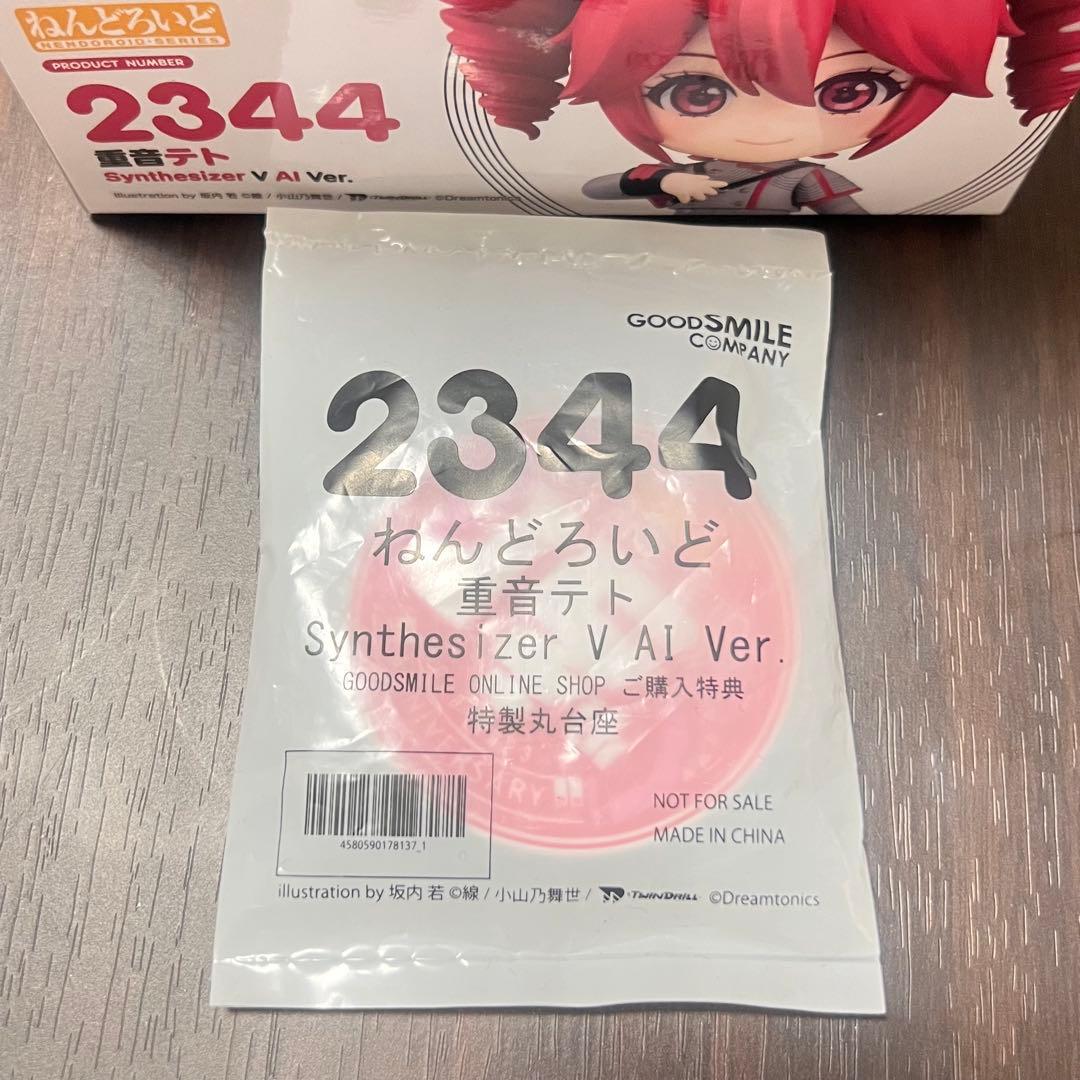 ねんどろいど
NENDOROID・SERIES
PRODUCT NUMBER
2344
重音テト
Synthesizer V AI Ver.
illustration by 坂内 若 ©線 / 小山乃舞世 / TWINDRILL ©Dreamtonics
GOODSMILE
COMPANY
2344
ねんどろいど
重音テト
Synthesizer V AI Ver.
GOODSMILE ONLINE SHOP ご購入特典
特製丸台座
NOT FOR SALE
MADE IN CHINA
4580590178137_1
illustration by 坂内 若 ©線 / 小山乃舞世 / TWINDRILL ©Dreamtonics